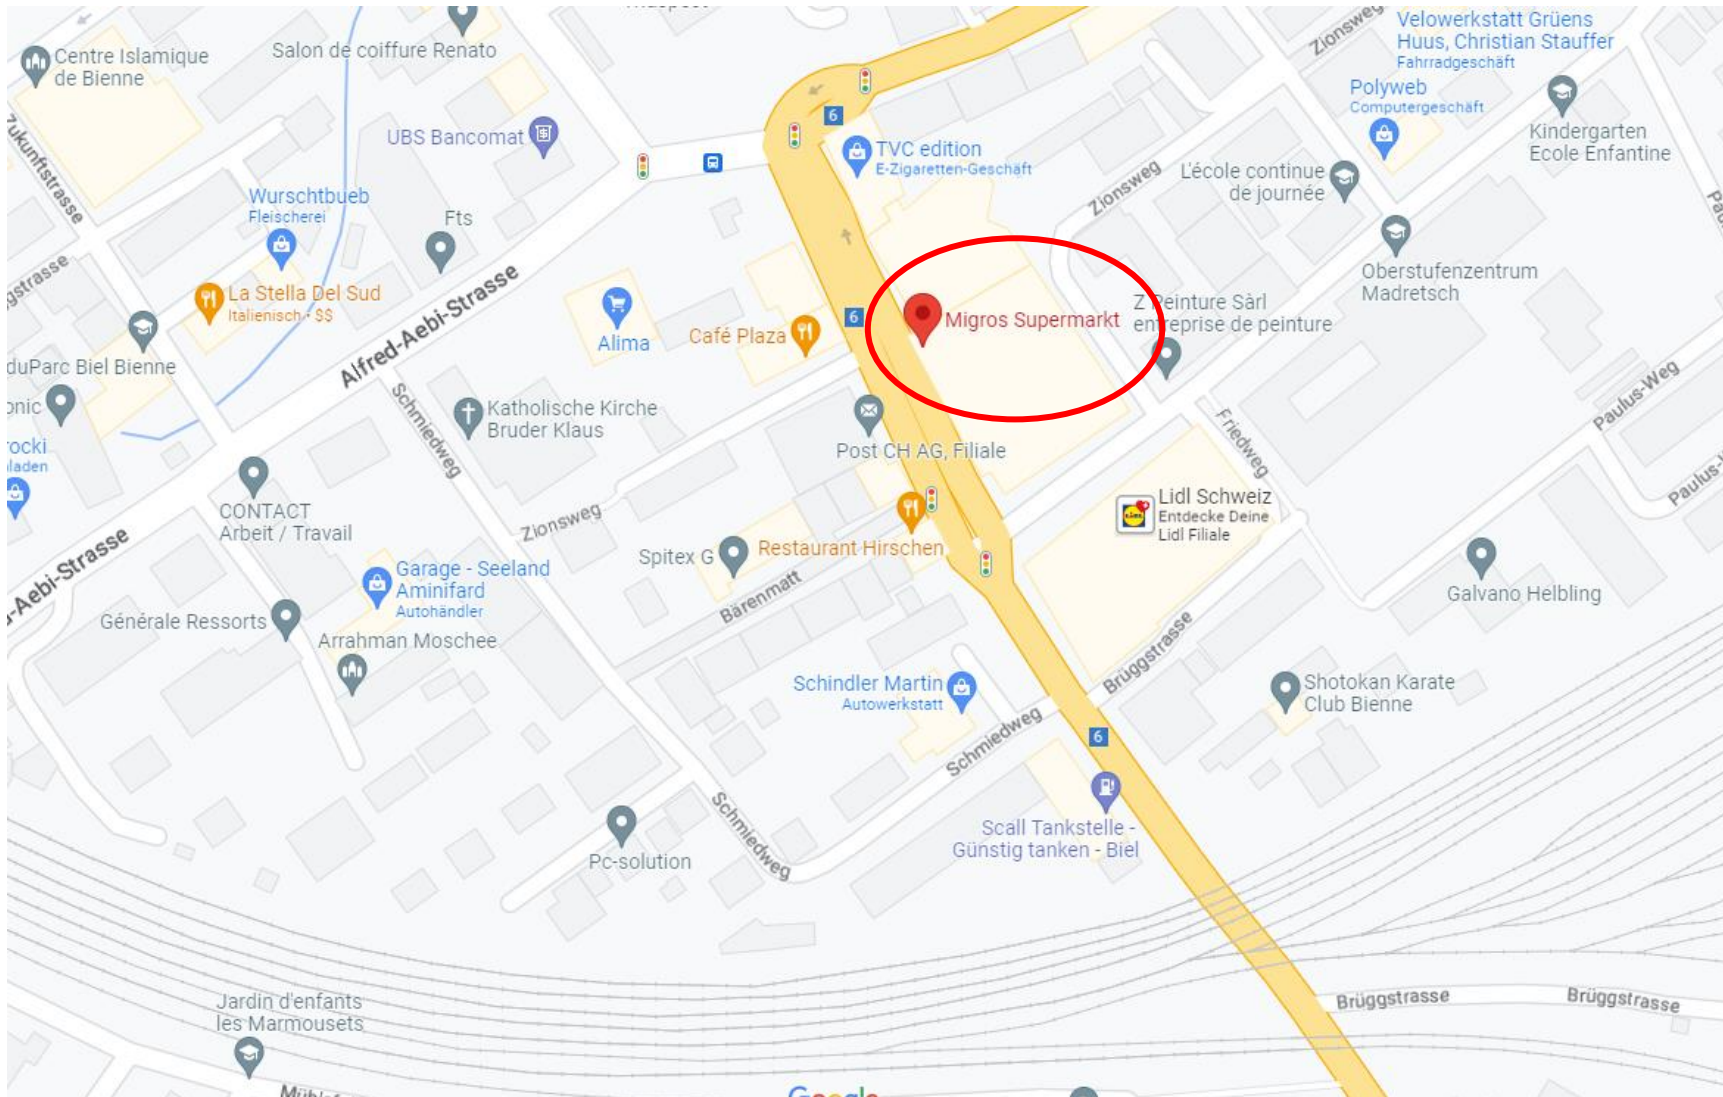 Zionsweg
Velowerkstatt Grüens
Huus, Christian Stauffer
Fahrradgeschäft
Centre Islamique
de Bienne
Salon de coiffure Renato
Polyweb
Computergeschäft
6
Kindergarten
Ecole Enfantine
UBS Bancomat
TVC edition
E-Zigaretten-Geschäft
Zukunftstrasse
L'école continue
de journée
Zionsweg
Wurschtbueb
Fleischerei
Fts
Oberstufenzentrum
Madretsch
La Stella Del Sud
Italienisch · $$
Alfred-Aebi-Strasse
6
Migros Supermarkt
Z Peinture Sàrl
entreprise de peinture
Alima
Café Plaza
duParc Biel Bienne
Schmiedweg
Katholische Kirche
Bruder Klaus
Paulus-Weg
Friedweg
Post CH AG, Filiale
CONTACT
Arbeit / Travail
Zionsweg
Lidl Schweiz
Entdecke Deine
Lidl Filiale
Spitex G
Restaurant Hirschen
-Aebi-Strasse
Garage - Seeland
Aminifard
Autohändler
Bärenmatt
Galvano Helbling
Générale Ressorts
Arrahman Moschee
Brüggstrasse
Schindler Martin
Autowerkstatt
Shotokan Karate
Club Bienne
Schmiedweg
6
Schmiedweg
Scall Tankstelle -
Günstig tanken - Biel
Pc-solution
Jardin d'enfants
les Marmousets
Brüggstrasse
Brüggstrasse
Google